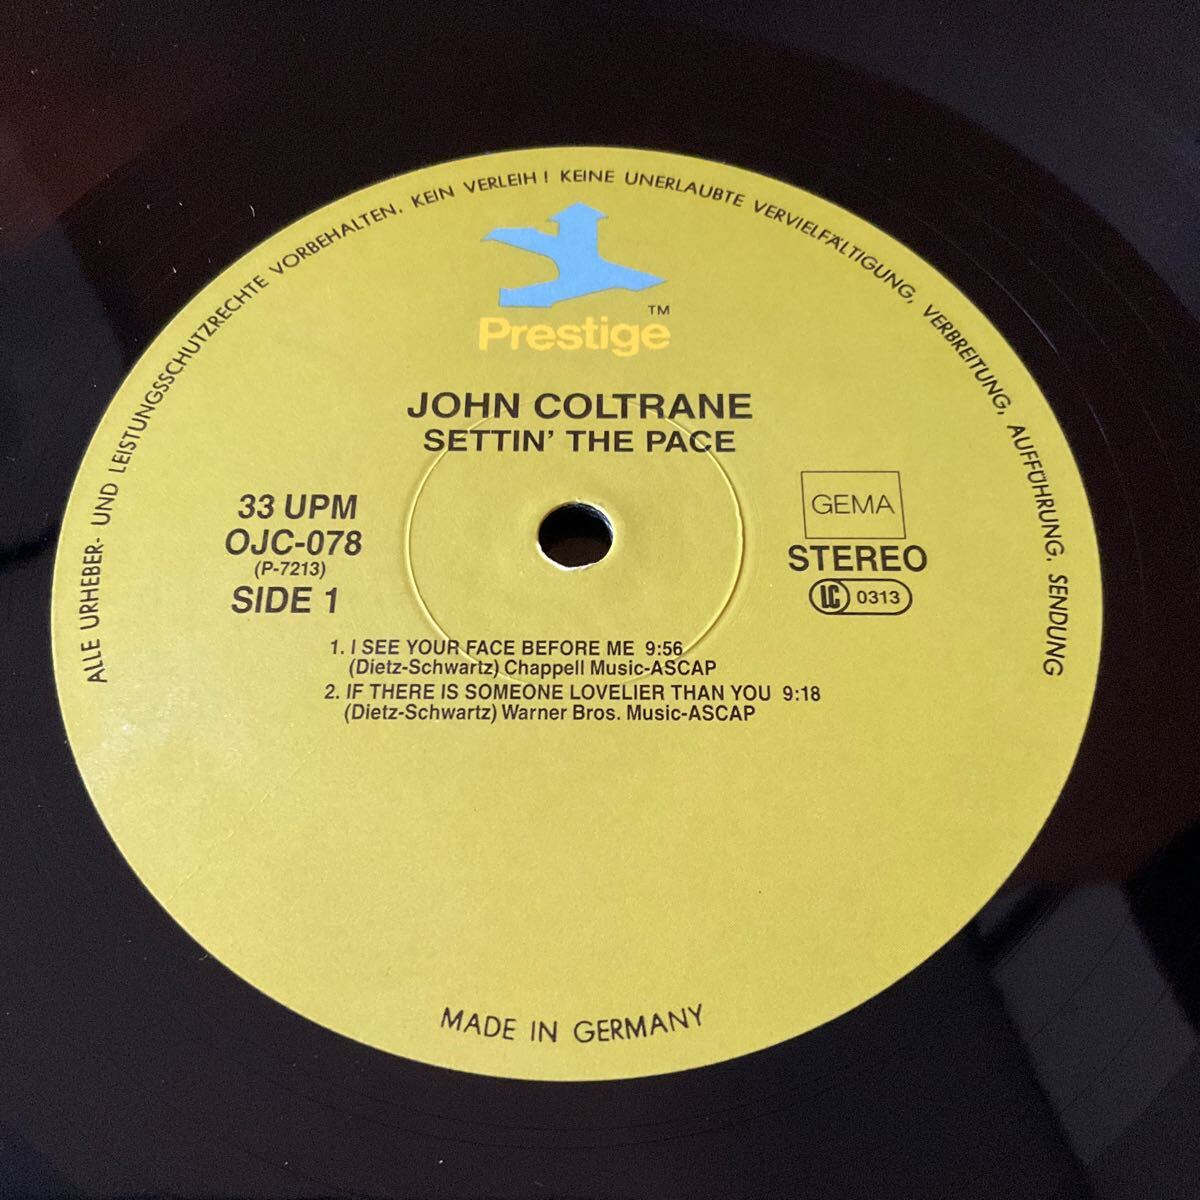 ALLE URHEBER- UND LEISTUNGSSCHUTZRECHTE VORBEHALTEN. KEIN VERLEIH! KEINE UNERLAUBTE VERVIELFÄLTIGUNG, VERBREITUNG, AUFFÜHRUNG, SENDUNG
Prestige TM
JOHN COLTRANE
SETTIN' THE PACE
33 UPM
OJC-078
(P-7213)
SIDE 1
GEMA
STEREO
LC 0313
1. I SEE YOUR FACE BEFORE ME 9:56
(Dietz-Schwartz) Chappell Music-ASCAP
2. IF THERE IS SOMEONE LOVELIER THAN YOU 9:18
(Dietz-Schwartz) Warner Bros. Music-ASCAP
MADE IN GERMANY